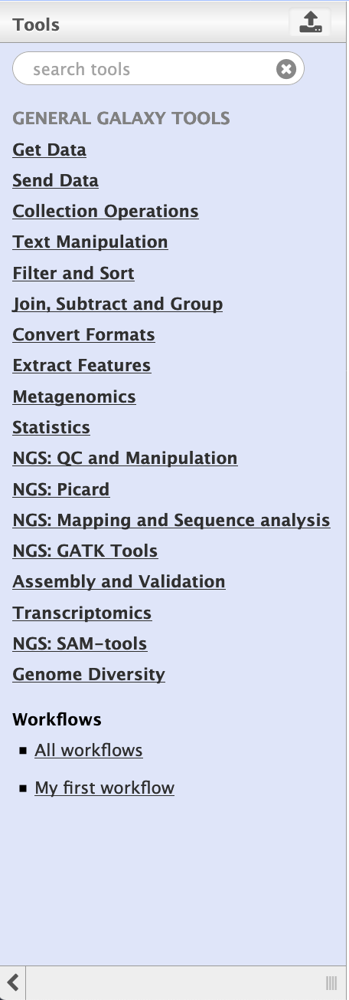 Tools
search tools
GENERAL GALAXY TOOLS
Get Data
Send Data
Collection Operations
Text Manipulation
Filter and Sort
Join, Subtract and Group
Convert Formats
Extract Features
Metagenomics
Statistics
NGS: QC and Manipulation
NGS: Picard
NGS: Mapping and Sequence analysis
NGS: GATK Tools
Assembly and Validation
Transcriptomics
NGS: SAM-tools
Genome Diversity
Workflows
All workflows
My first workflow